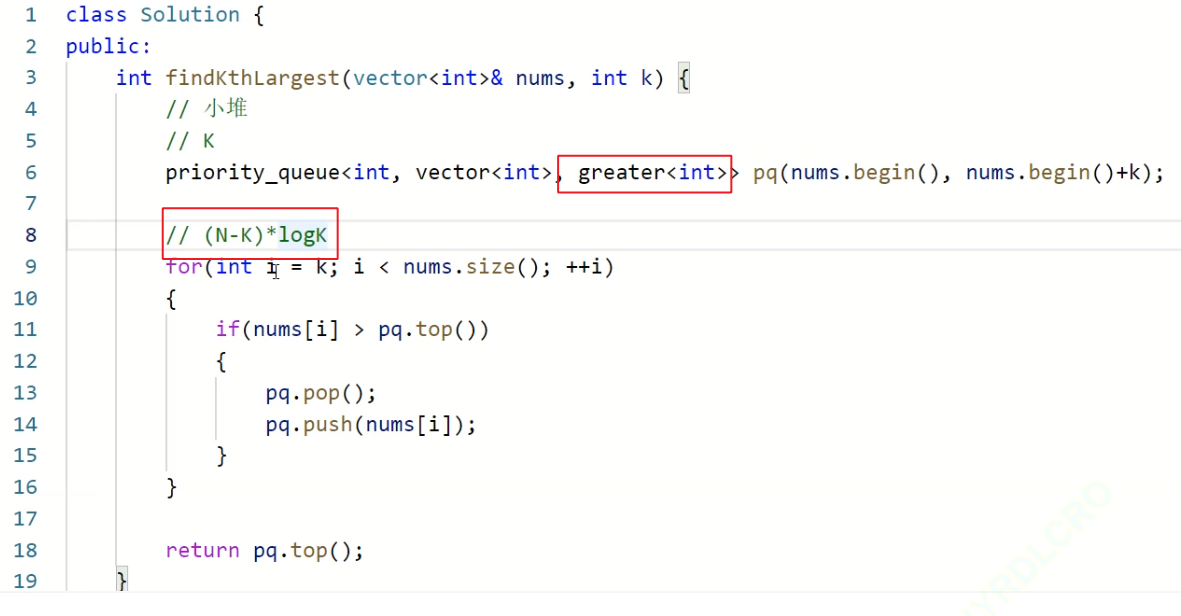 1 class Solution {
2 public:
3 int findKthLargest(vector<int>& nums, int k) {
4 // 小堆
5 // K
6 priority_queue<int, vector<int>, greater<int>> pq(nums.begin(), nums.begin()+k);
7
8 // (N-K)*logK
9 for(int i = k; i < nums.size(); ++i)
10 {
11 if(nums[i] > pq.top())
12 {
13 pq.pop();
14 pq.push(nums[i]);
15 }
16 }
17
18 return pq.top();
19 }